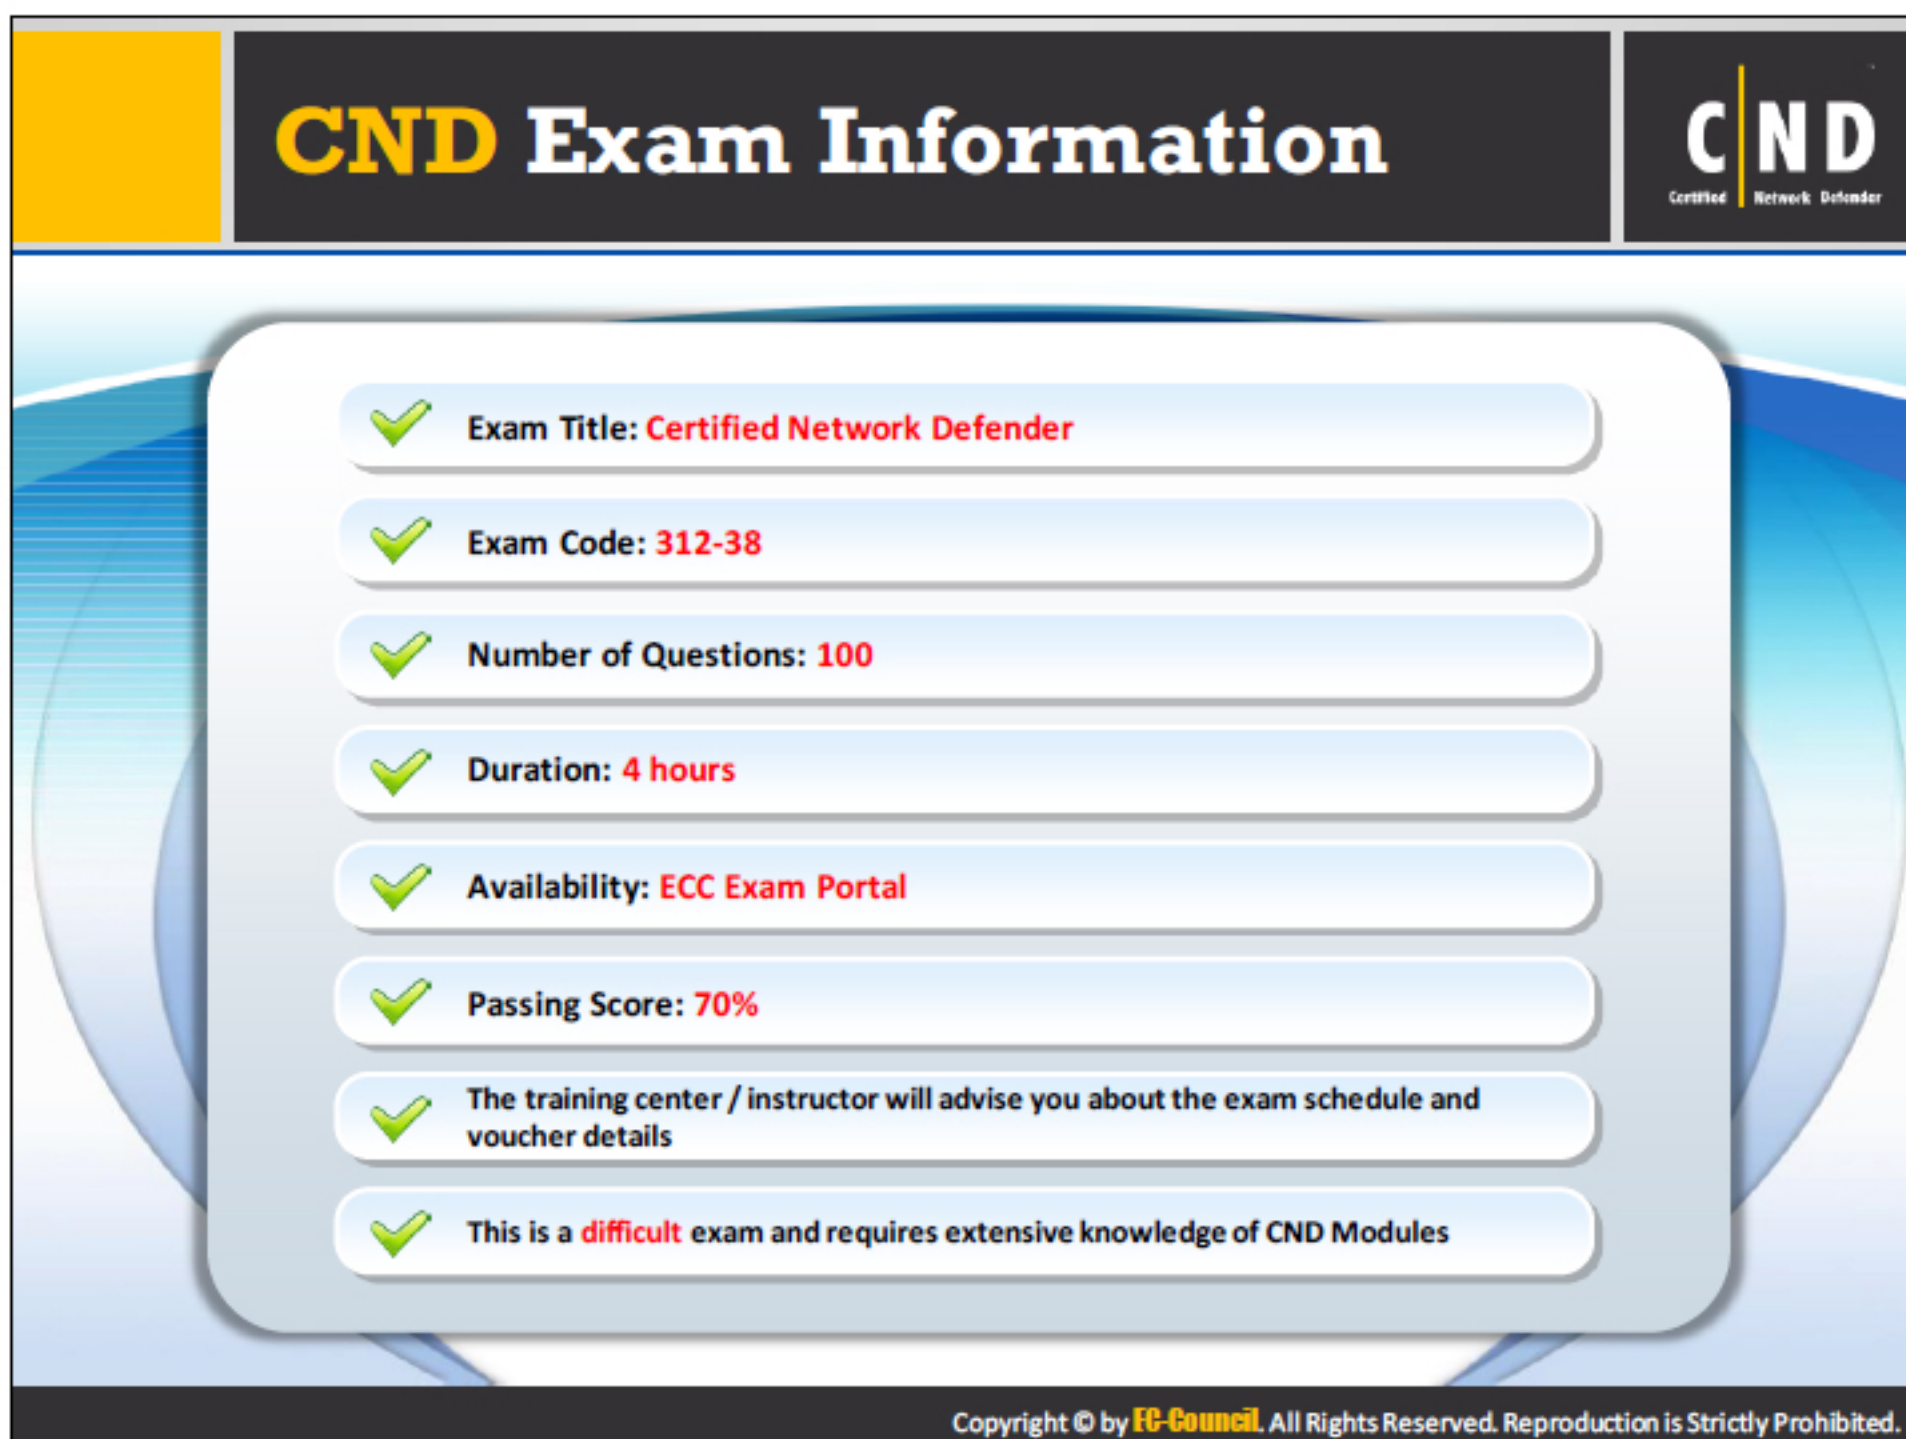 CND Exam Information
C|ND
Certified Network Defender
Exam Title: Certified Network Defender
Exam Code: 312-38
Number of Questions: 100
Duration: 4 hours
Availability: ECC Exam Portal
Passing Score: 70%
The training center / instructor will advise you about the exam schedule and
voucher details
This is a difficult exam and requires extensive knowledge of CND Modules
Copyright © by EC-Council. All Rights Reserved. Reproduction is Strictly Prohibited.